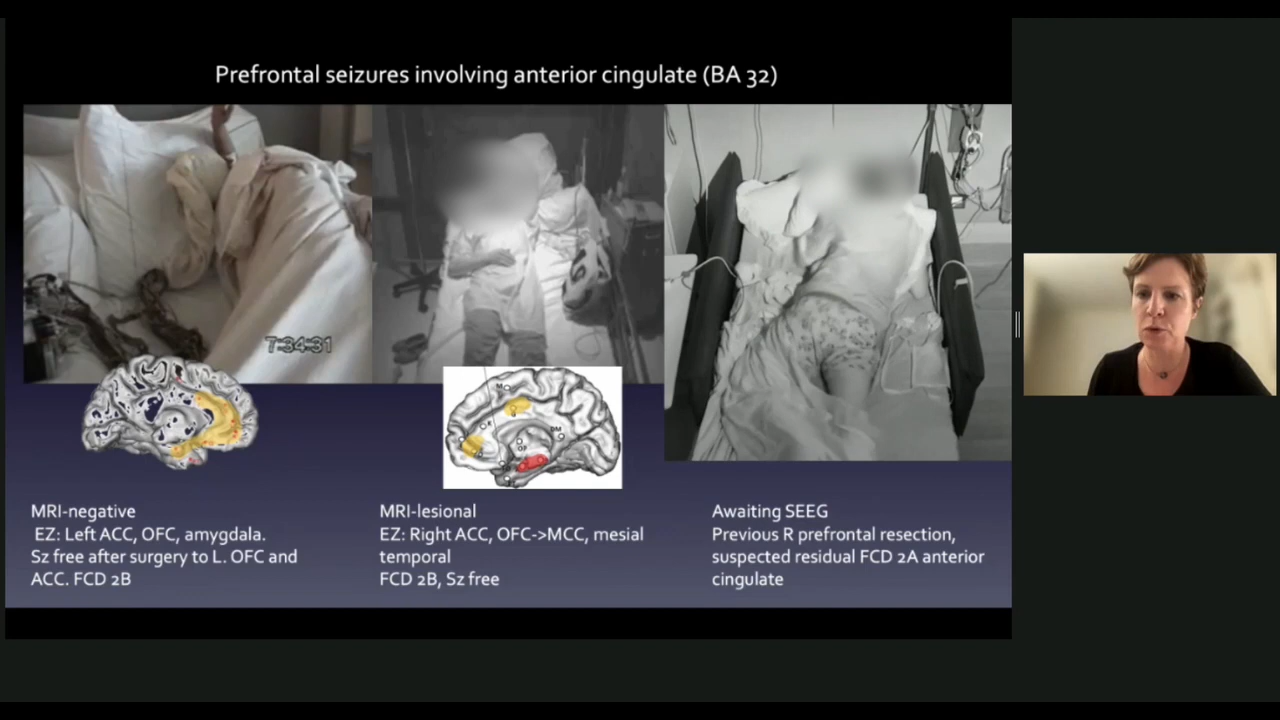 Prefrontal seizures involving anterior cingulate (BA 32)
7:34:31
MRI-negative
EZ: Left ACC, OFC, amygdala.
Sz free after surgery to L. OFC and
ACC. FCD 2B
MRI-lesional
EZ: Right ACC, OFC->MCC, mesial
temporal
FCD 2B, Sz free
Awaiting SEEG
Previous R prefrontal resection,
suspected residual FCD 2A anterior
cingulate